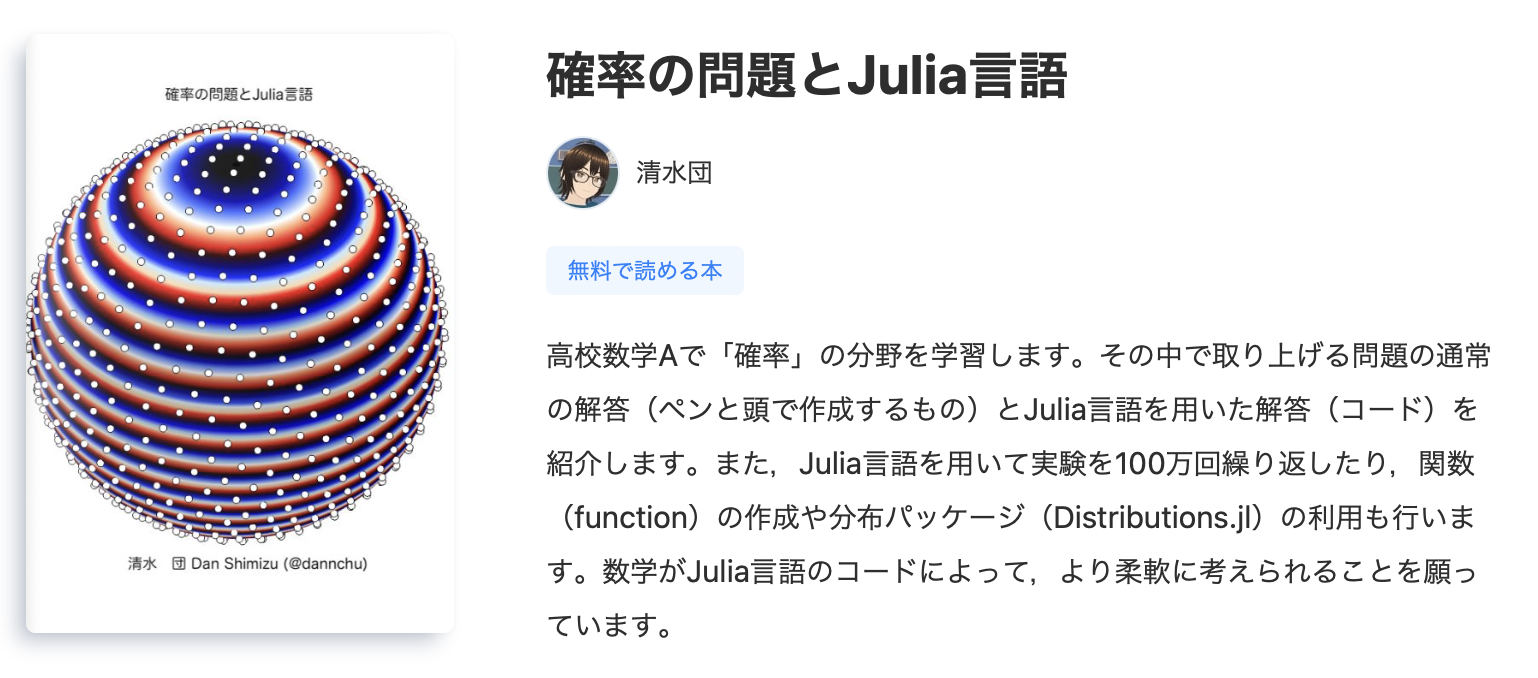 確率の問題とJulia言語
清水　団 Dan Shimizu (@dannchu)
確率の問題とJulia言語
清水団
無料で読める本
高校数学Aで「確率」の分野を学習します。その中で取り上げる問題の通常
の解答（ペンと頭で作成するもの）とJulia言語を用いた解答（コード）を
紹介します。また，Julia言語を用いて実験を100万回繰り返したり，関数
（function）の作成や分布パッケージ（Distributions.jl）の利用も行いま
す。数学がJulia言語のコードによって，より柔軟に考えられることを願っ
ています。